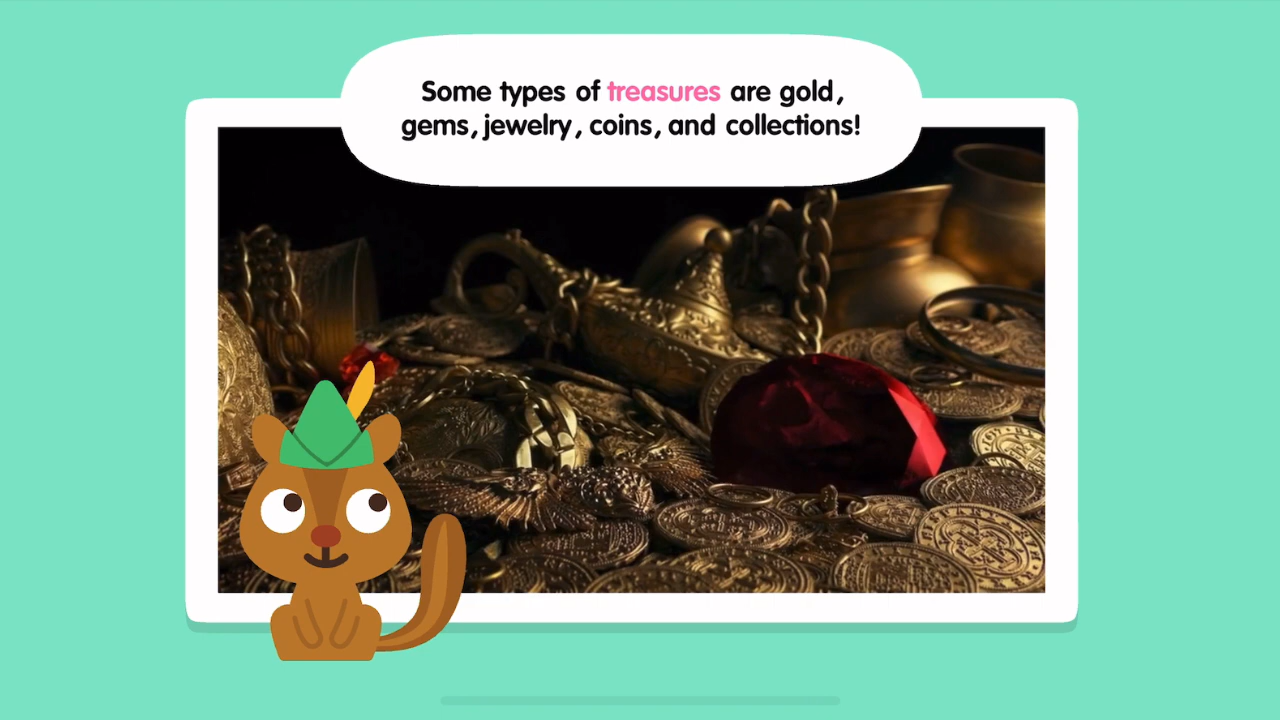 Some types of treasures are gold,
gems, jewelry, coins, and collections!